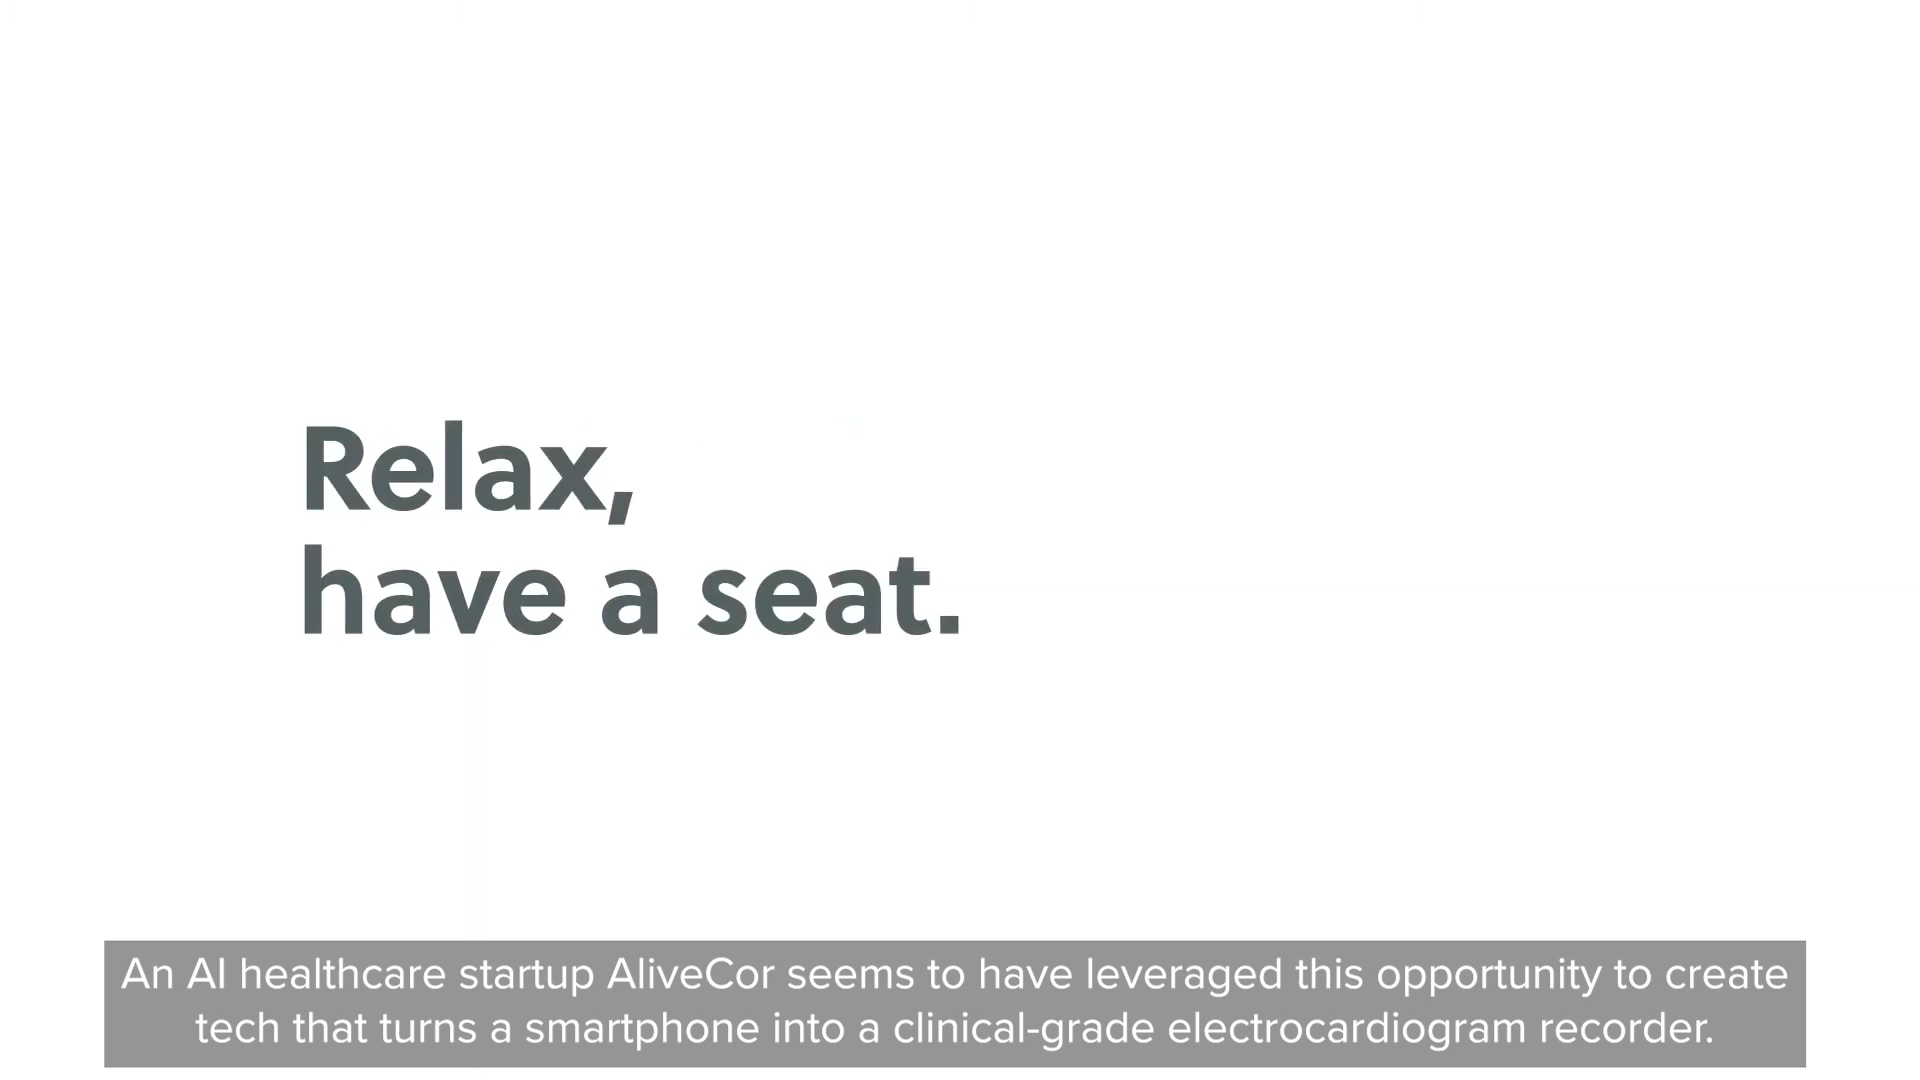 Relax,
have a seat.
An AI healthcare startup AliveCor seems to have leveraged this opportunity to create
tech that turns a smartphone into a clinical-grade electrocardiogram recorder.